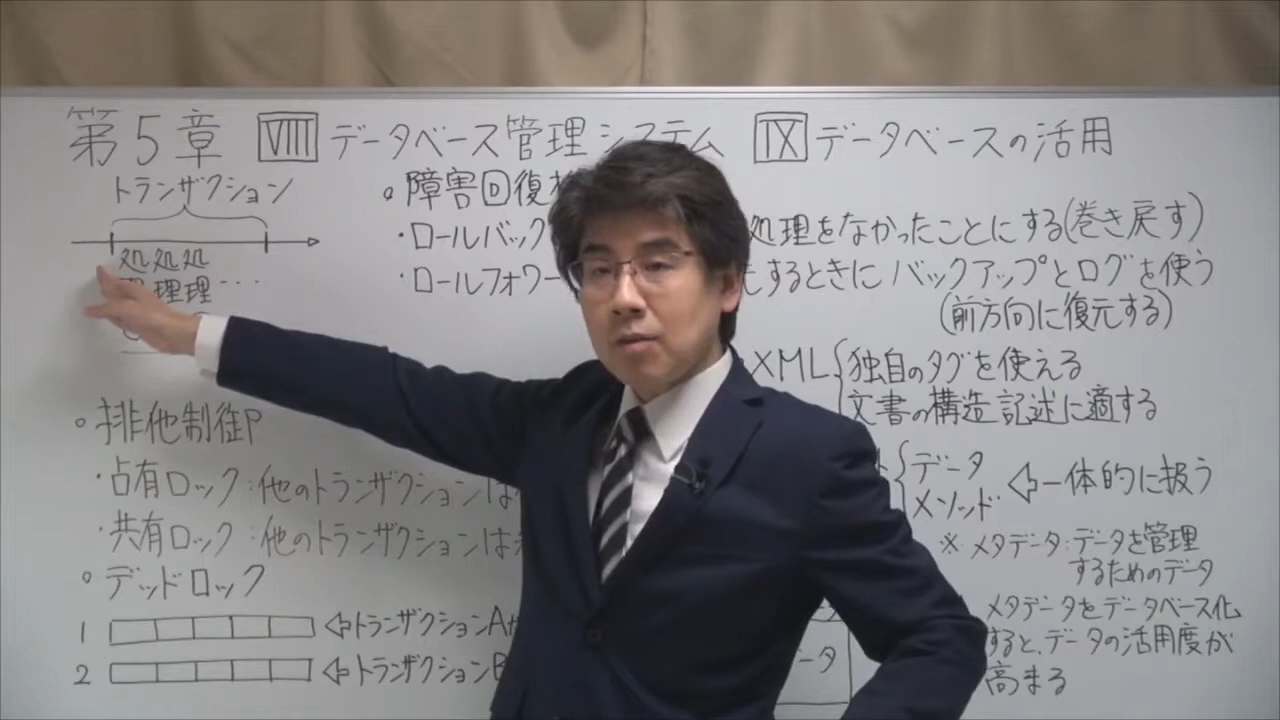 第5章 VIII データベース管理システム IX データベースの活用
トランザクション
処 処 処
理 理 ‥‥
◦障害回復
・ロールバック
処理をなかったことにする(巻き戻す)
・ロールフォワー
するときに バックアップとログを使う
(前方向に復元する)
XML 独自のタグを使える
文書の構造記述に適する
データ
メソッド
⇦一体的に扱う
※メタデータ:データを管理
するためのデータ
メタデータをデータベース化
すると、データの活用度が
高まる
◦排他制御
・占有ロック:他のトランザクションは
・共有ロック:他のトランザクションは
◦デッドロック
1 ⇦トランザクションA
2 ⇦トランザクションB
ータ